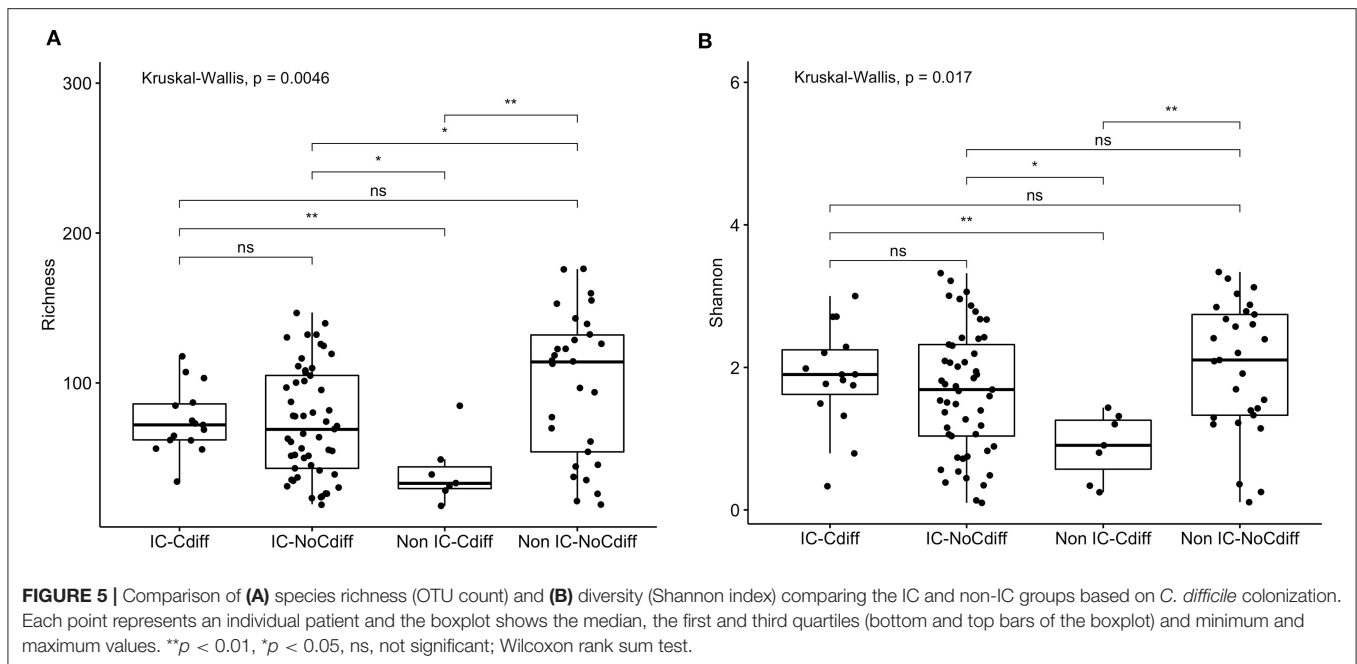 A
Kruskal-Wallis, p = 0.0046
**
*
*
ns
**
ns
300
200
100
Richness
IC-Cdiff IC-NoCdiff Non IC-Cdiff Non IC-NoCdiff
B
Kruskal-Wallis, p = 0.017
**
ns
*
ns
**
ns
6
4
2
0
Shannon
IC-Cdiff IC-NoCdiff Non IC-Cdiff Non IC-NoCdiff
FIGURE 5 | Comparison of (A) species richness (OTU count) and (B) diversity (Shannon index) comparing the IC and non-IC groups based on C. difficile colonization.
Each point represents an individual patient and the boxplot shows the median, the first and third quartiles (bottom and top bars of the boxplot) and minimum and
maximum values. **p < 0.01, *p < 0.05, ns, not significant; Wilcoxon rank sum test.